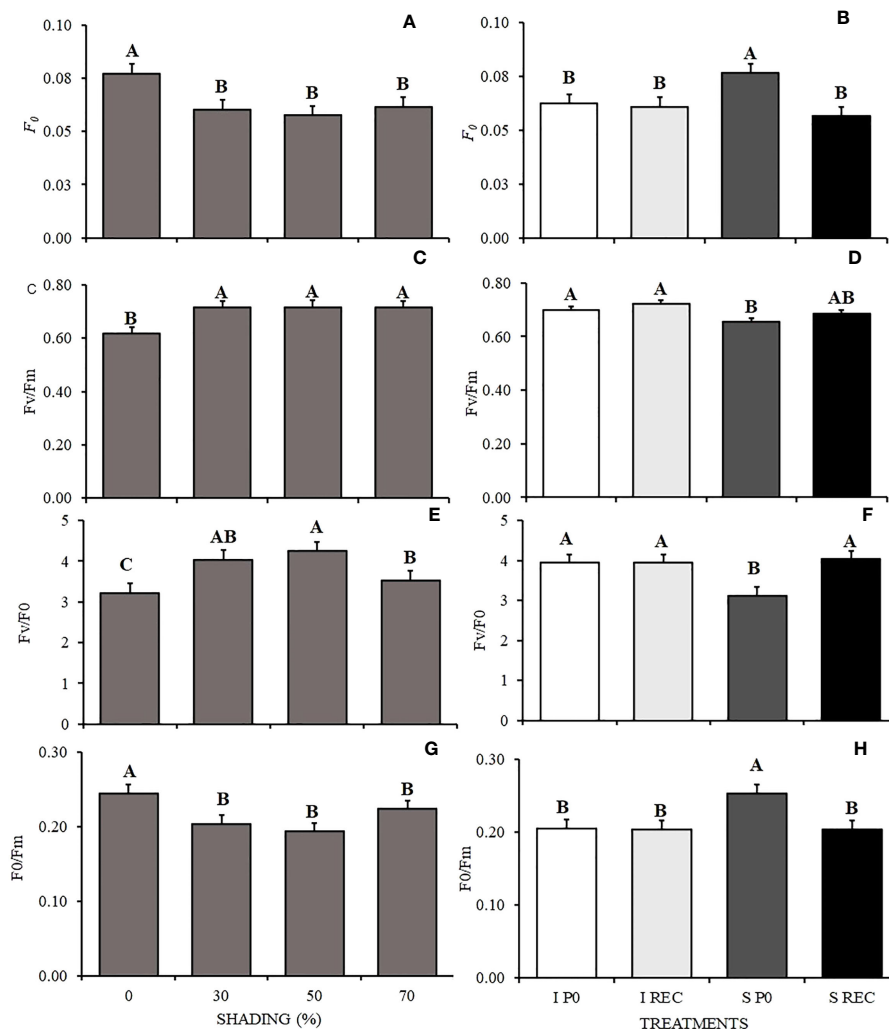 A
0.10
0.08
0.05
0.03
0.00
F0
A
B
B
B
B
0.10
0.08
0.05
0.03
0.00
F0
B
B
A
B
C
C
0.80
0.60
0.40
0.20
0.00
Fv/Fm
B
A
A
A
D
0.80
0.60
0.40
0.20
0.00
Fv/Fm
A
A
B
AB
E
5
4
3
2
1
0
Fv/F0
C
AB
A
B
F
5
4
3
2
1
0
Fv/F0
A
A
B
A
G
0.30
0.20
0.10
0.00
F0/Fm
A
B
B
B
0 30 50 70
SHADING (%)
H
0.30
0.20
0.10
0.00
F0/Fm
B
B
A
B
I P0 I REC S P0 S REC
TREATMENTS